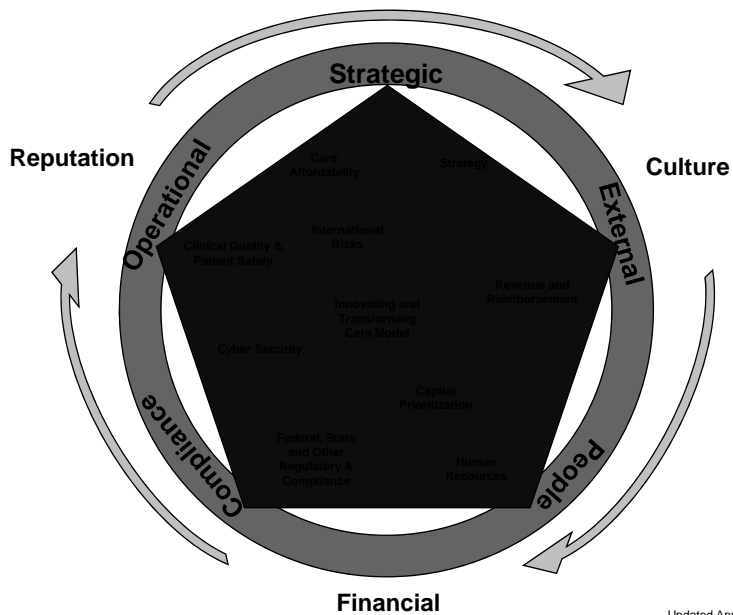 Strategic
Reputation
Culture
Operational
External
Care
Affordability
Strategy
International
Risks
Clinical Quality &
Patient Safety
Revenue and
Reimbursement
Innovating and
Transforming
Care Model
Cyber Security;
Capital
Prioritization
Federal, State
and Other
Regulatory &
Compliance
Human
Resources
Compliance
People
Financial
Updated